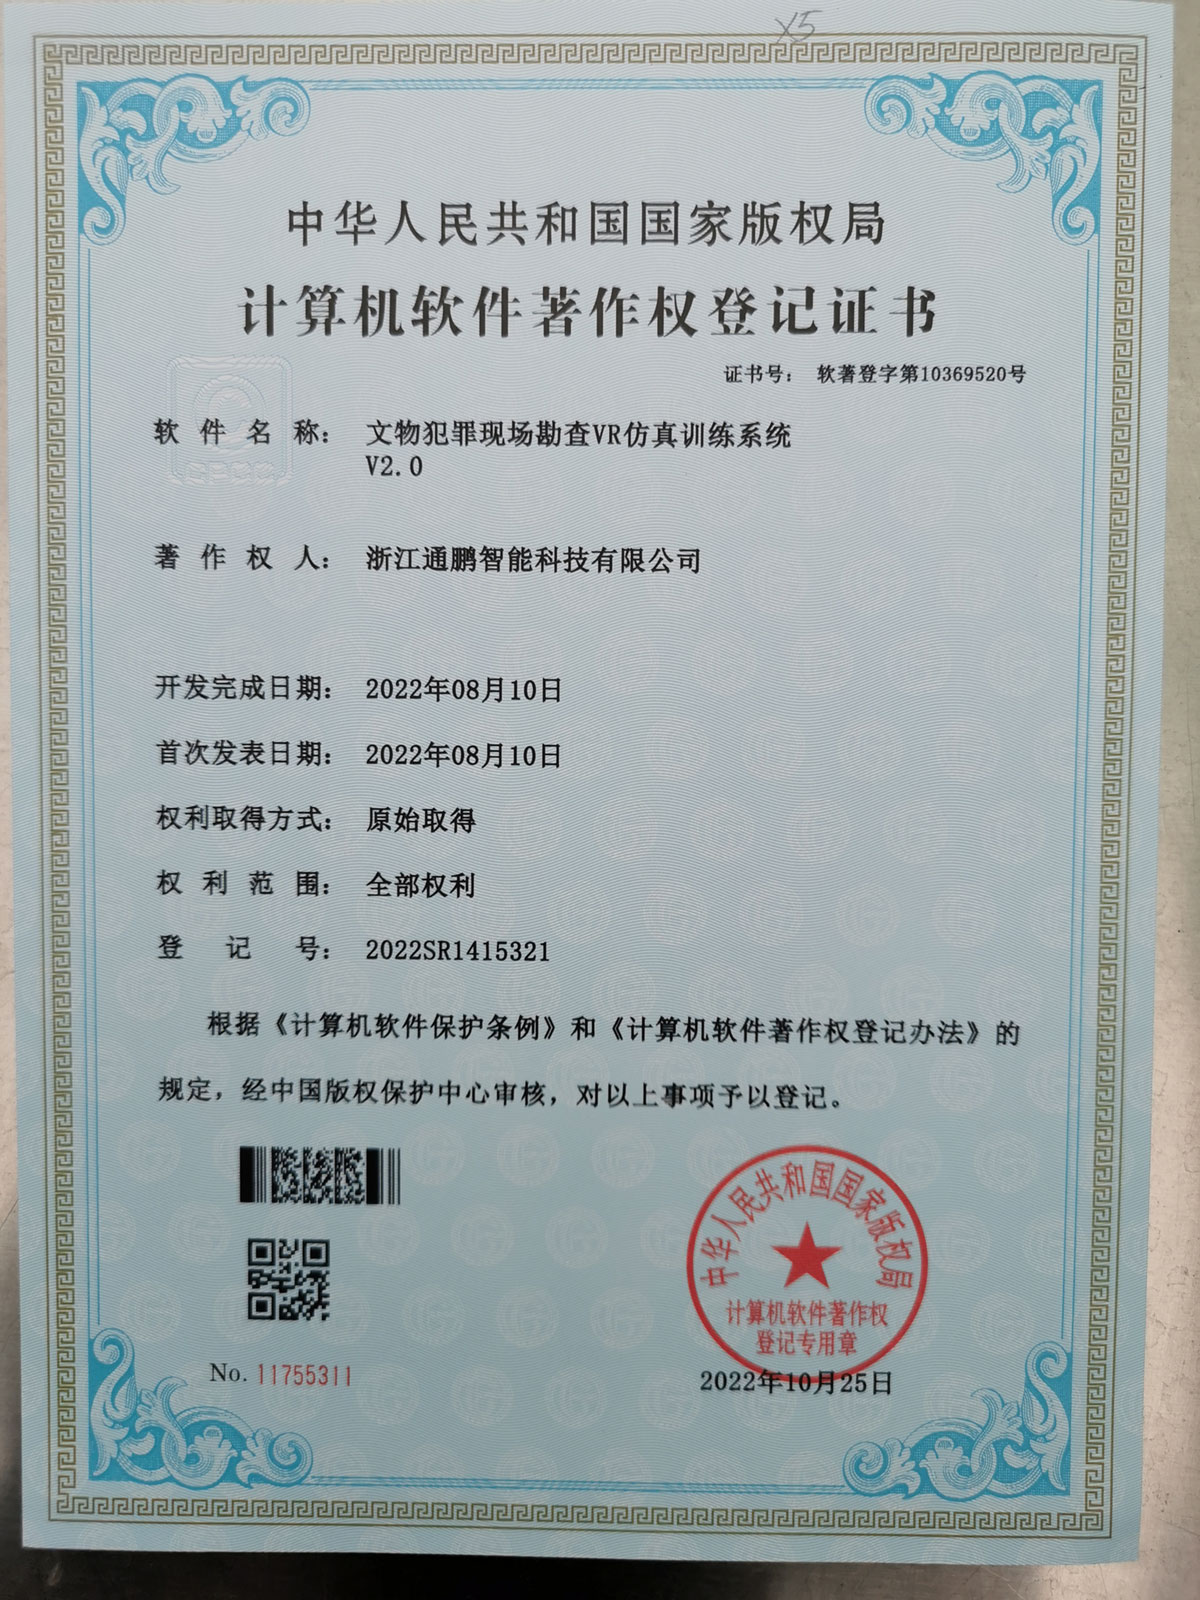 X5
中华人民共和国国家版权局
计算机软件著作权登记证书
证书号： 软著登字第10369520号
软件名称： 文物犯罪现场勘查VR仿真训练系统
V2.0
著作权人： 浙江通鹏智能科技有限公司
开发完成日期： 2022年08月10日
首次发表日期： 2022年08月10日
权利取得方式： 原始取得
权利范围： 全部权利
登记号： 2022SR1415321
根据《计算机软件保护条例》和《计算机软件著作权登记办法》的
规定，经中国版权保护中心审核，对以上事项予以登记。
中华人民共和国国家版权局
计算机软件著作权
登记专用章
No. 11755311
2022年10月25日
CPCC